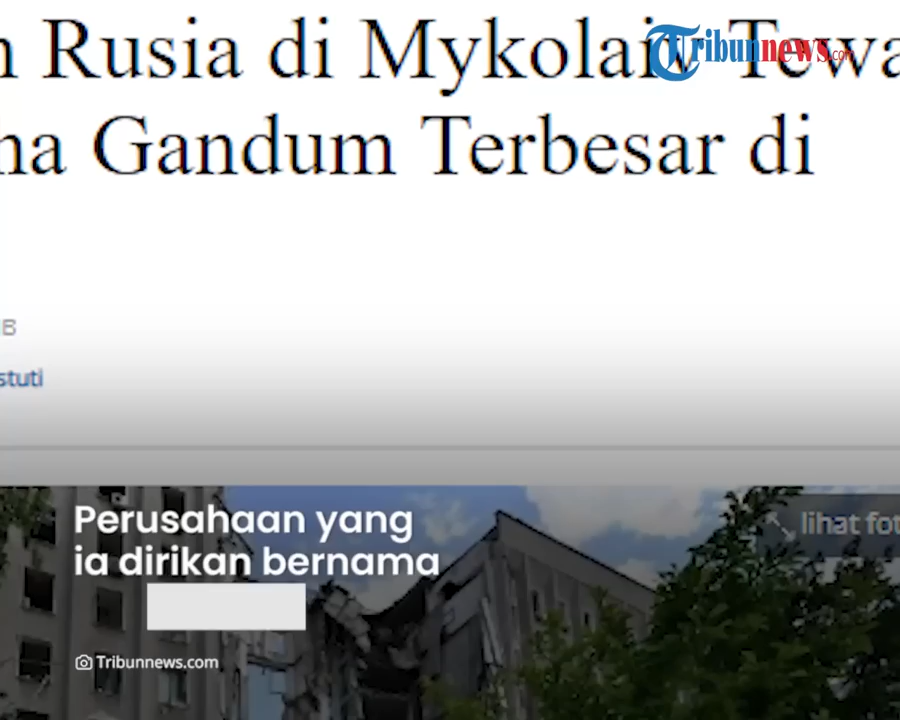 n Rusia di Mykolaiv Tewa
Tribunnews.com
na Gandum Terbesar di
B
stuti
Perusahaan yang
ia dirikan bernama
lihat fot
Tribunnews.com